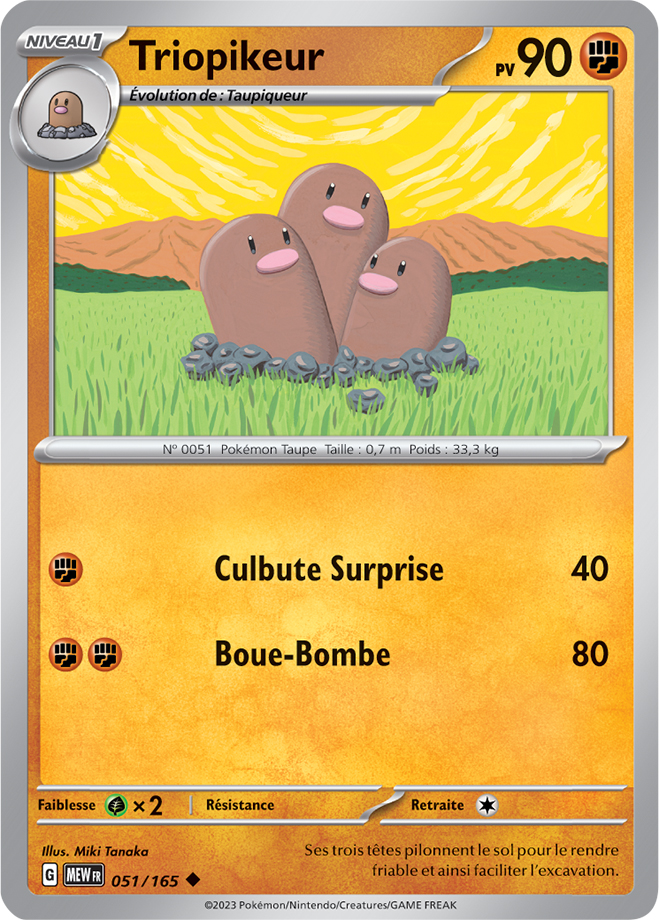 NIVEAU 1
Triopikeur
PV 90
Évolution de : Taupiqueur
N° 0051 Pokémon Taupe Taille : 0,7 m Poids : 33,3 kg
Culbute Surprise 40
Boue-Bombe 80
Faiblesse ×2 Résistance Retraite
Illus. Miki Tanaka
Ses trois têtes pilonnent le sol pour le rendre
friable et ainsi faciliter l'excavation.
G MEW FR 051/165
©2023 Pokémon/Nintendo/Creatures/GAME FREAK